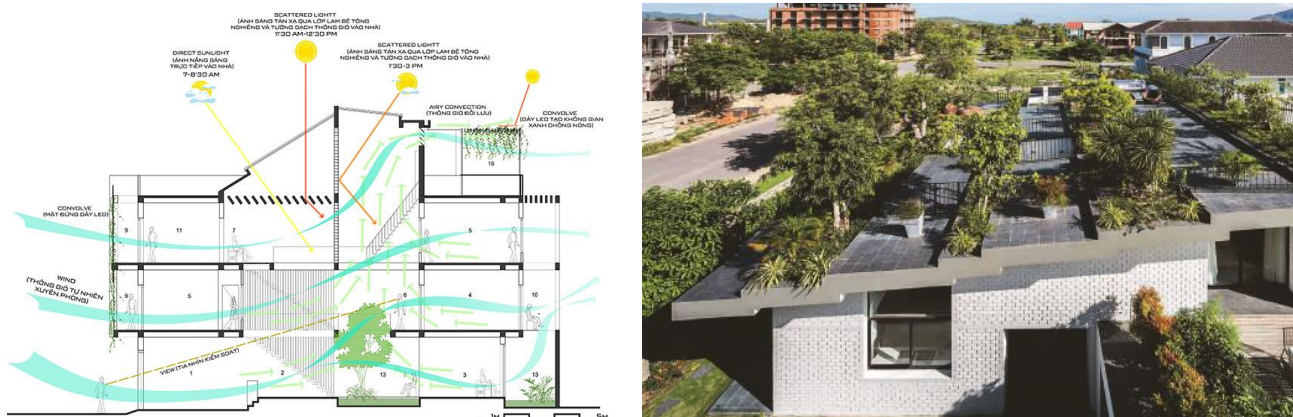 SCATTERED LIGHTT
(ÁNH SÁNG TÁN XẠ QUA LỚP LAM BÊ TÔNG
NGHIÊNG VÀ TƯỜNG GẠCH THÔNG GIÓ VÀO NHÀ)
11'30 AM-12'30 PM
SCATTERED LIGHTT
(ÁNH SÁNG TÁN XẠ QUA LỚP LAM BÊ TÔNG
NGHIÊNG VÀ TƯỜNG GẠCH THÔNG GIÓ VÀO NHÀ)
1'30-3 PM
DIRECT SUNLIGHT
(ÁNH NẮNG SÁNG
TRỰC TIẾP VÀO NHÀ)
7-8'30 AM
AIRY CONVECTION
(THÔNG GIÓ ĐỐI LƯU)
CONVOLVE
(DÂY LEO TẠO KHÔNG GIAN
XANH CHỐNG NÓNG)
16
CONVOLVE
(MẶT ĐỨNG DÂY LEO)
9
11
7
5
WIND
(THÔNG GIÓ TỰ NHIÊN
XUYÊN PHÒNG)
9
5
6
4
10
VIEW (TIA NHÌN KIỂM SOÁT)
1
2
13
3
13
1M
5M